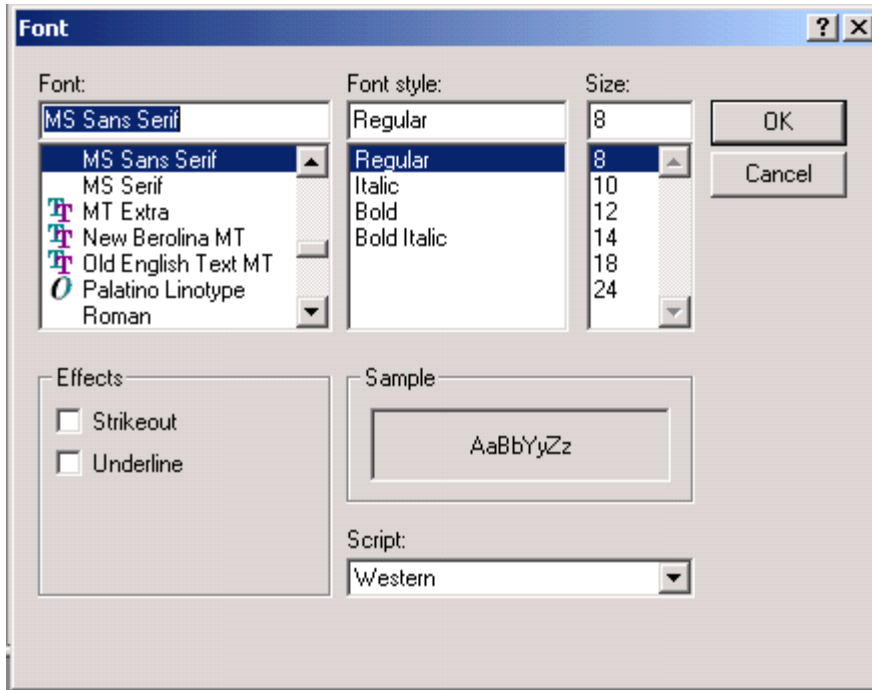 Font
Font: Font style: Size:
MS Sans Serif Regular 8 OK
MS Sans Serif Regular 8 Cancel
MS Serif Italic 10
MT Extra Bold 12
New Berolina MT Bold Italic 14
Old English Text MT 18
Palatino Linotype 24
Roman
Effects Sample
Strikeout
AaBbYyZz
Underline
Script:
Western